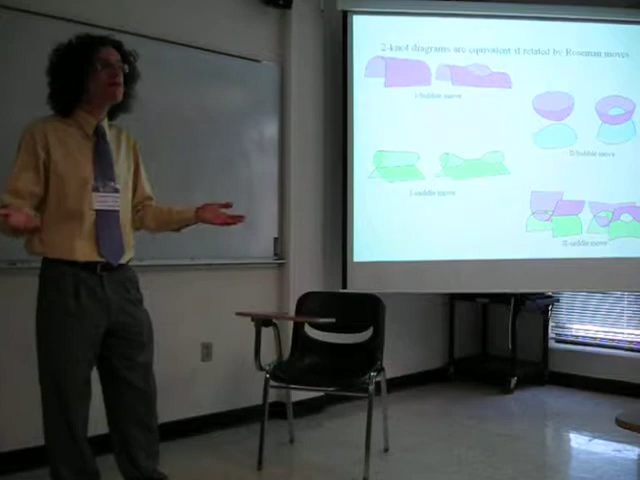 2-knot diagrams are equivalent if related by Roseman moves.
I-bubble move
II-bubble move
I-saddle move
II-saddle move